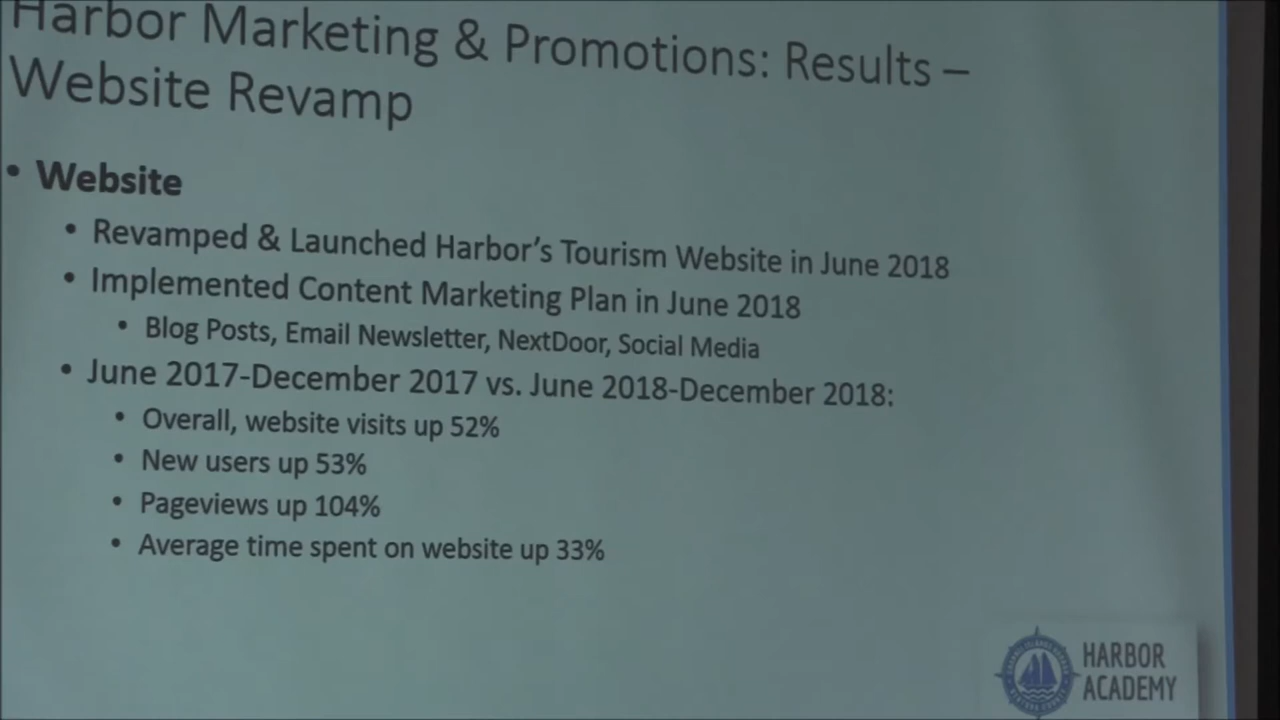 Harbor Marketing & Promotions: Results –
Website Revamp
• Website
• Revamped & Launched Harbor's Tourism Website in June 2018
• Implemented Content Marketing Plan in June 2018
• Blog Posts, Email Newsletter, NextDoor, Social Media
• June 2017-December 2017 vs. June 2018-December 2018:
• Overall, website visits up 52%
• New users up 53%
• Pageviews up 104%
• Average time spent on website up 33%
HARBOR
ACADEMY